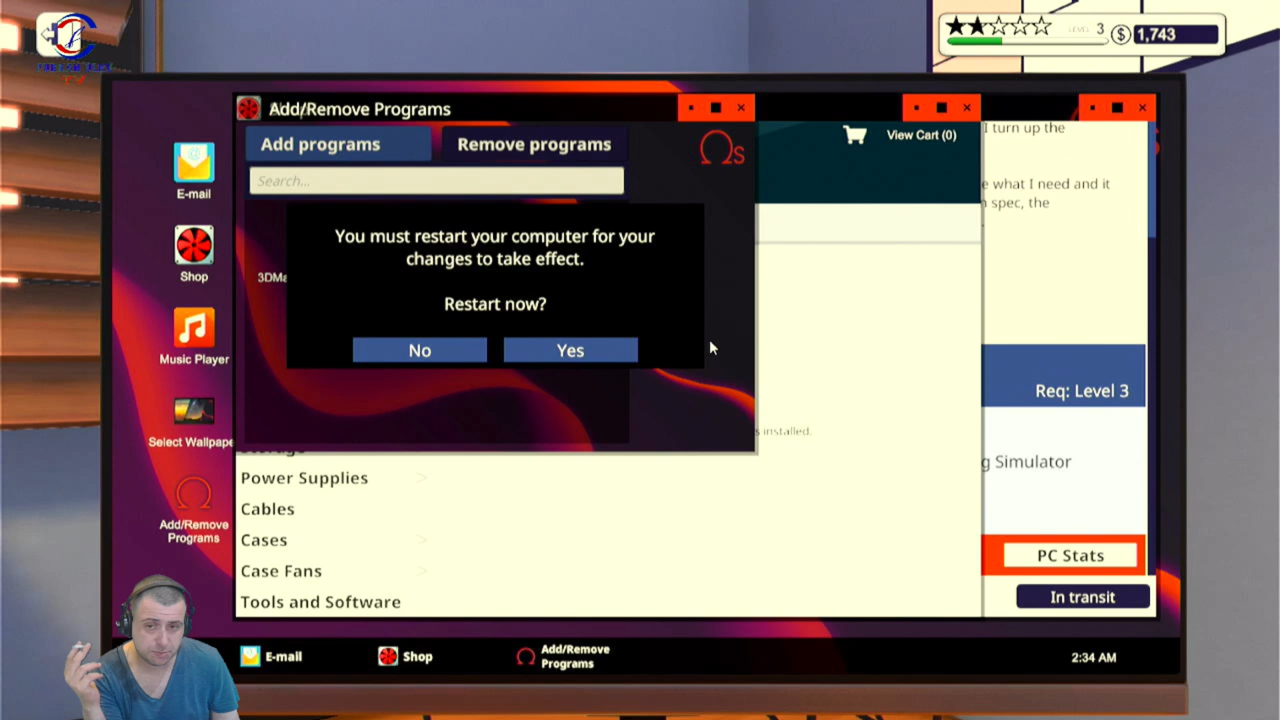 LEVEL 3
$ 1,743
Add/Remove Programs
Add programs
Remove programs
Search...
Ωs
View Cart (0)
I turn up the
e what I need and it
spec, the
You must restart your computer for your
changes to take effect.
Restart now?
No
Yes
3DMa
E-mail
Shop
Music Player
Select Wallpape
Add/Remove
Programs
Req: Level 3
s installed.
g Simulator
Power Supplies
Cables
Cases
Case Fans
Tools and Software
PC Stats
In transit
E-mail
Shop
Add/Remove
Programs
2:34 AM